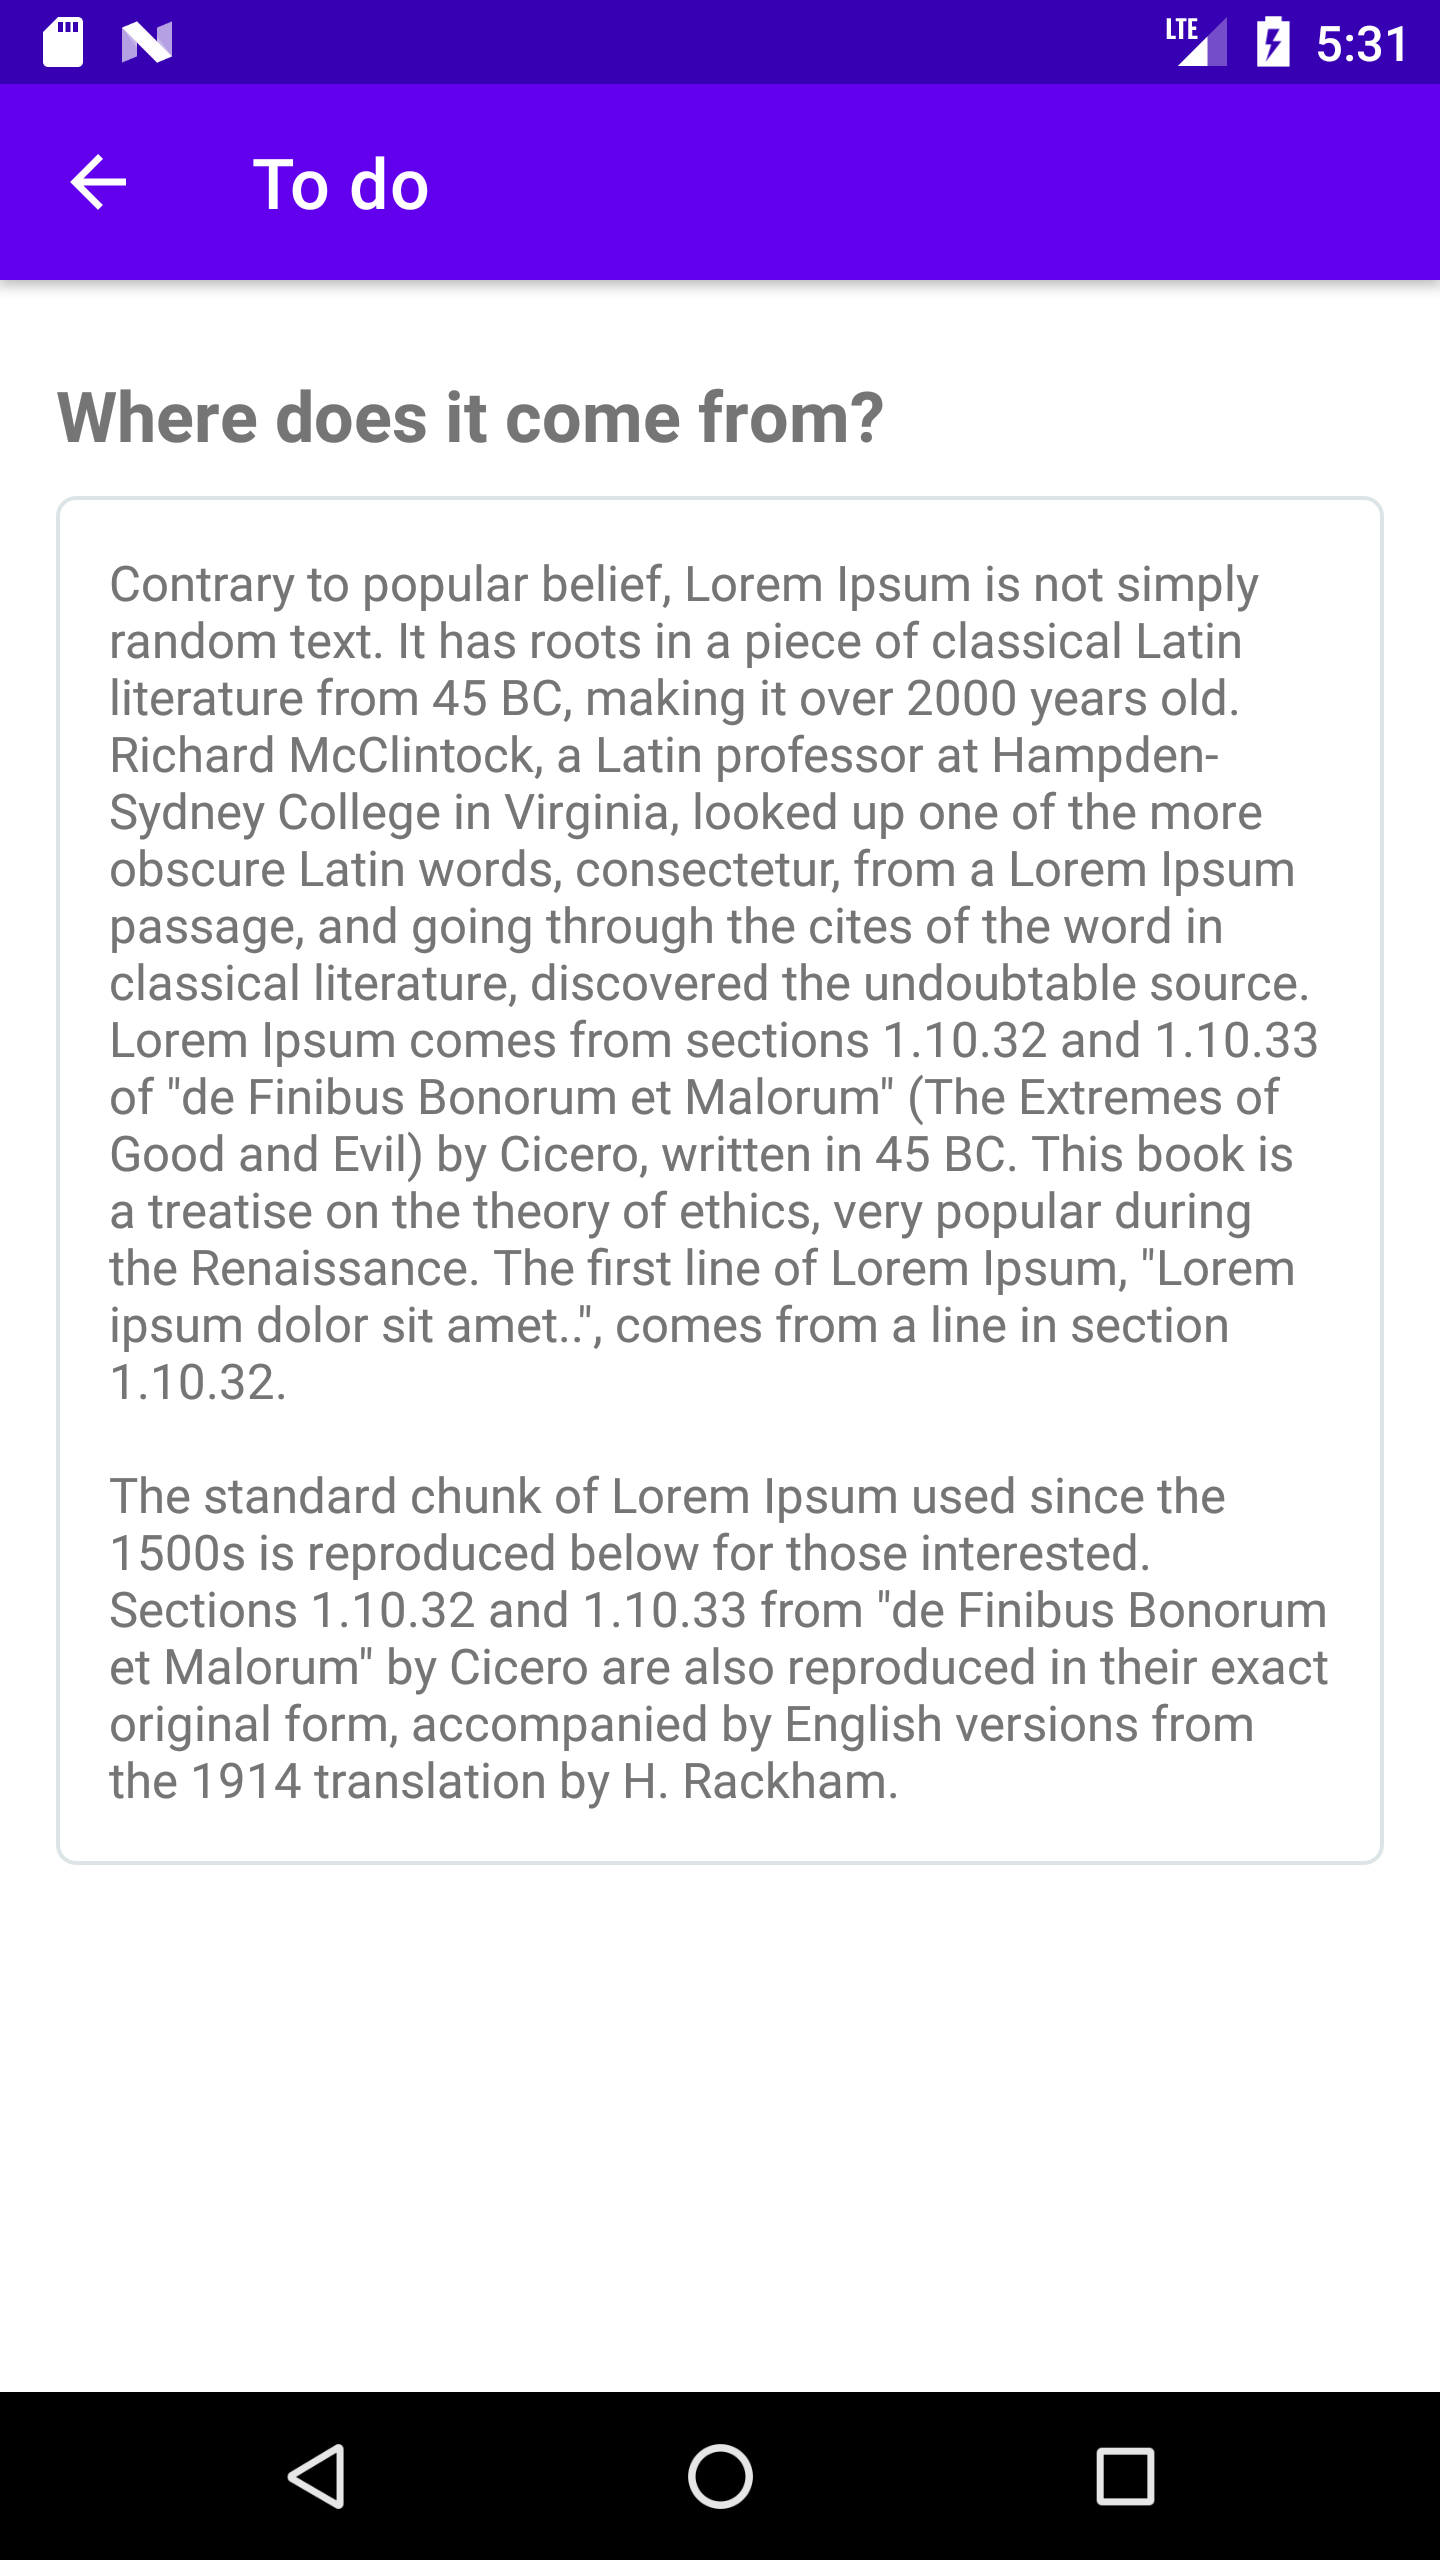 LTE 5:31
To do
Where does it come from?
Contrary to popular belief, Lorem Ipsum is not simply
random text. It has roots in a piece of classical Latin
literature from 45 BC, making it over 2000 years old.
Richard McClintock, a Latin professor at Hampden-
Sydney College in Virginia, looked up one of the more
obscure Latin words, consectetur, from a Lorem Ipsum
passage, and going through the cites of the word in
classical literature, discovered the undoubtable source.
Lorem Ipsum comes from sections 1.10.32 and 1.10.33
of "de Finibus Bonorum et Malorum" (The Extremes of
Good and Evil) by Cicero, written in 45 BC. This book is
a treatise on the theory of ethics, very popular during
the Renaissance. The first line of Lorem Ipsum, "Lorem
ipsum dolor sit amet..", comes from a line in section
1.10.32.
The standard chunk of Lorem Ipsum used since the
1500s is reproduced below for those interested.
Sections 1.10.32 and 1.10.33 from "de Finibus Bonorum
et Malorum" by Cicero are also reproduced in their exact
original form, accompanied by English versions from
the 1914 translation by H. Rackham.